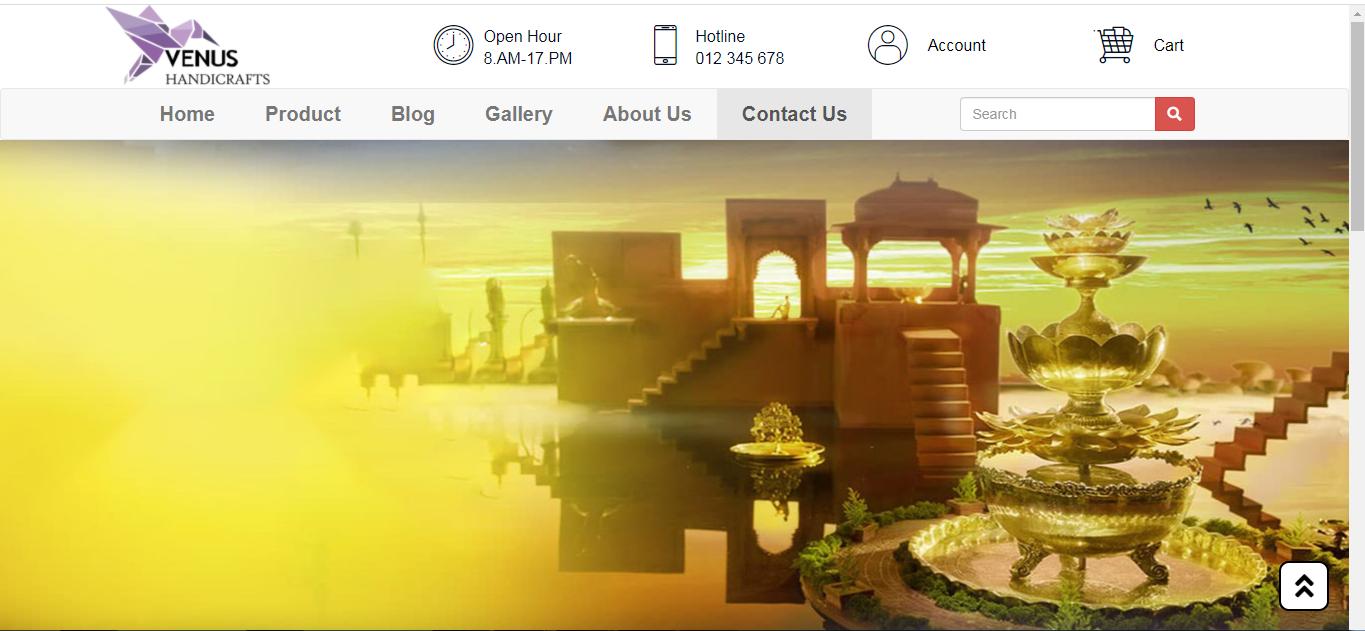 VENUS
HANDICRAFTS
Open Hour
8.AM-17.PM
Hotline
012 345 678
Account
Cart
Home
Product
Blog
Gallery
About Us
Contact Us
Search